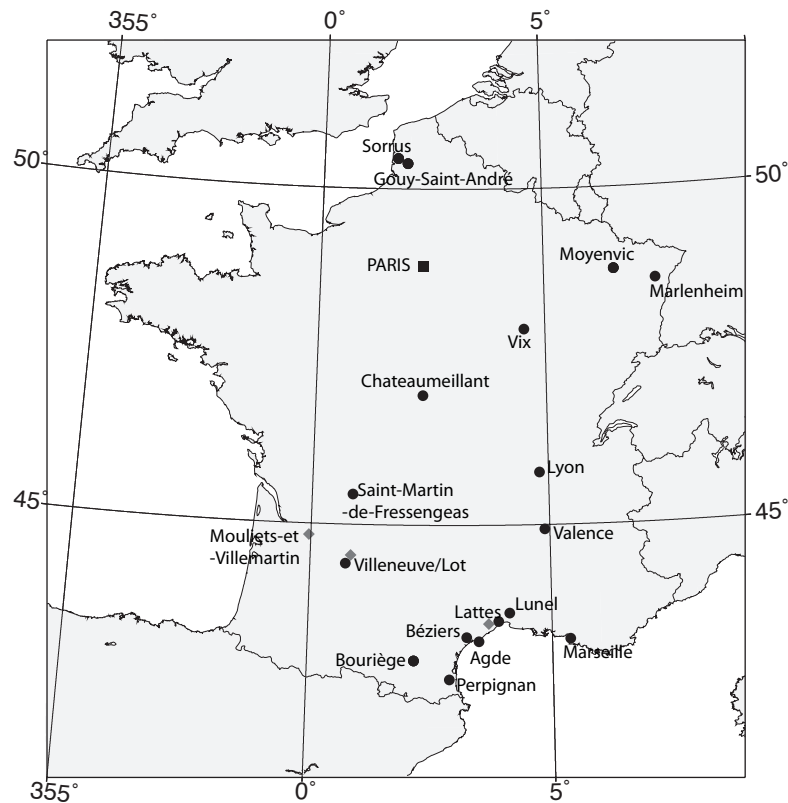 355°
0°
5°
Sorrus
50°
50°
Gouy-Saint-André
PARIS
Moyenvic
Marlenheim
Vix
Chateaumeillant
Lyon
Saint-Martin
-de-Fressengeas
45°
45°
Mouliets-et
-Villemartin
Valence
Villeneuve/Lot
Lattes
Lunel
Béziers
Agde
Marseille
Bouriège
Perpignan
355°
0°
5°